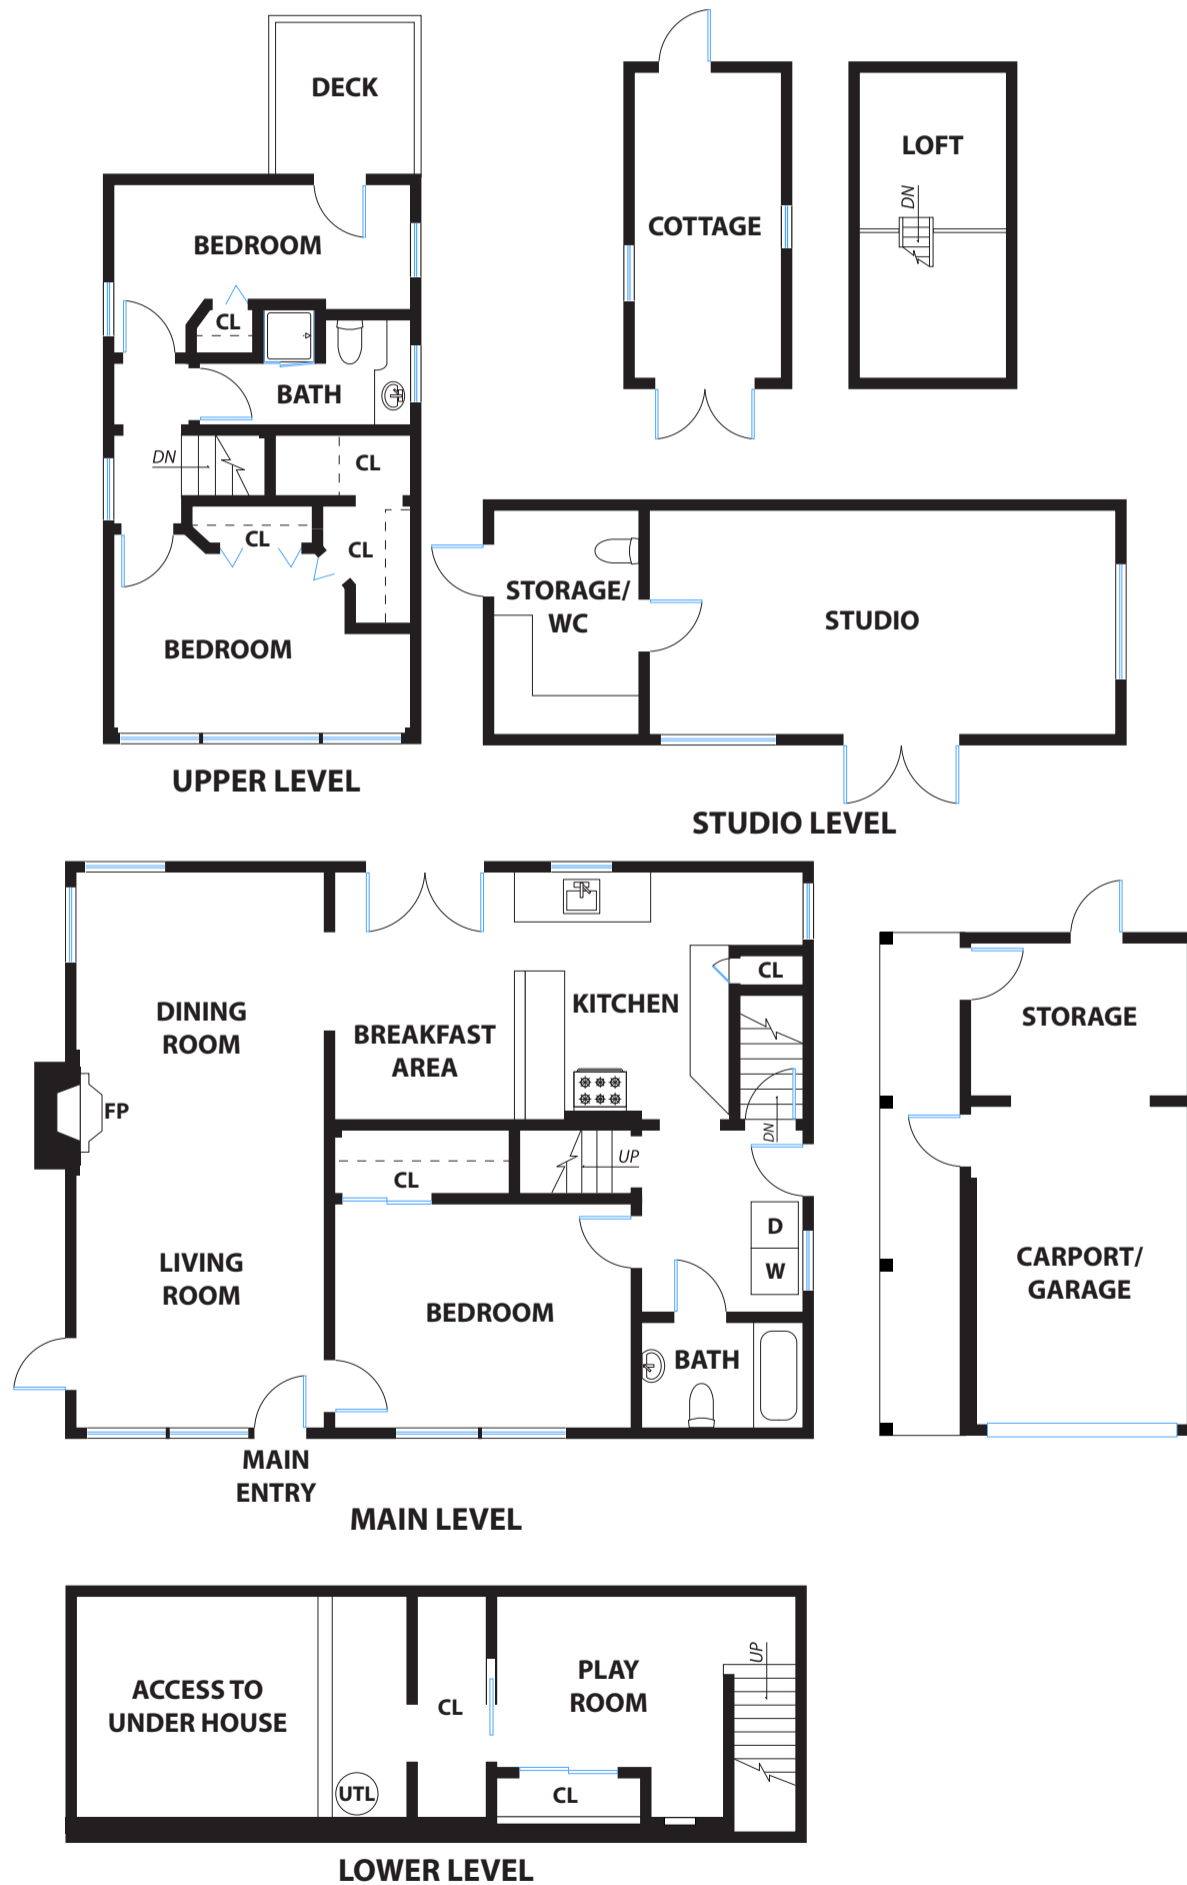 DECK
BEDROOM
CL
BATH
DN
CL
CL
CL
BEDROOM
UPPER LEVEL
COTTAGE
LOFT
DN
STORAGE/
WC
STUDIO
STUDIO LEVEL
DINING
ROOM
BREAKFAST
AREA
KITCHEN
CL
FP
DN
UP
CL
LIVING
ROOM
BEDROOM
D
W
BATH
MAIN
ENTRY
MAIN LEVEL
STORAGE
CARPORT/
GARAGE
ACCESS TO
UNDER HOUSE
UTL
CL
PLAY
ROOM
UP
CL
LOWER LEVEL